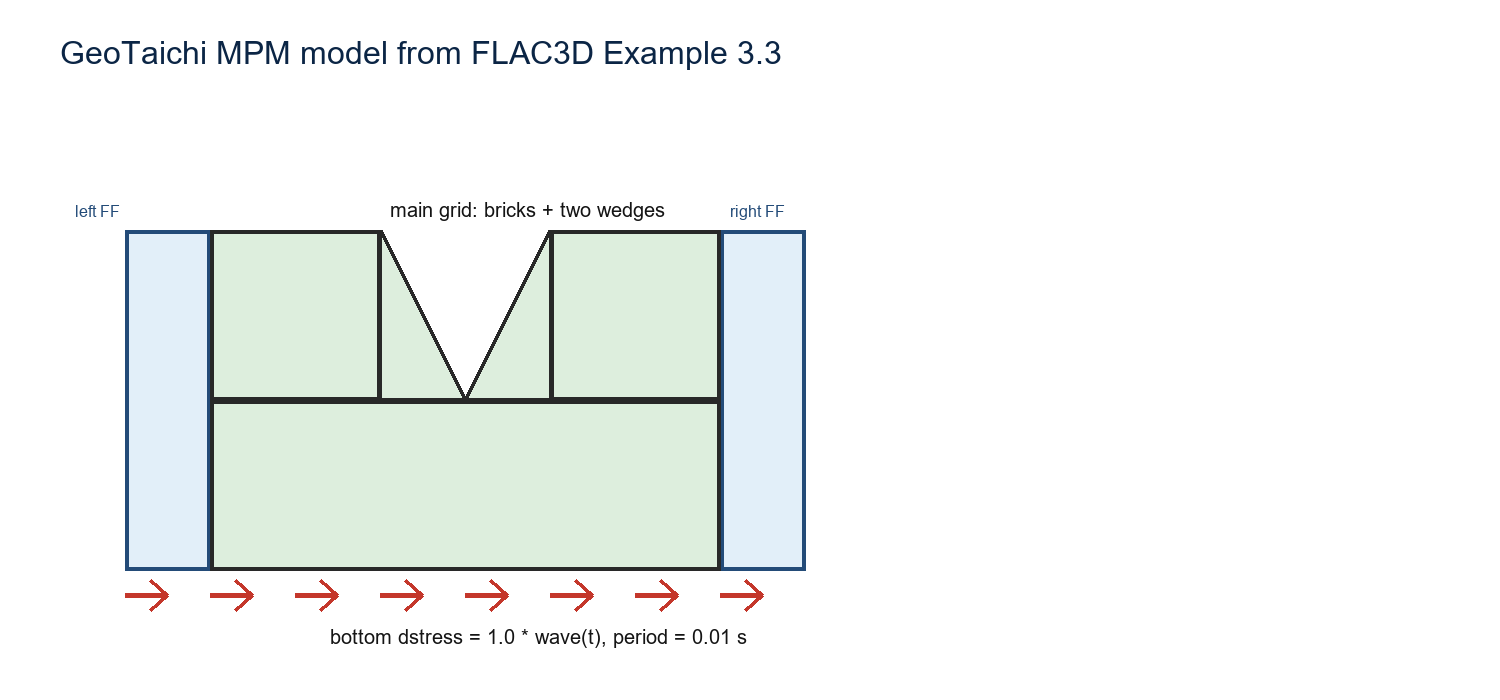 GeoTaichi MPM model from FLAC3D Example 3.3
left FF
main grid: bricks + two wedges
right FF
bottom dstress = 1.0 * wave(t), period = 0.01 s